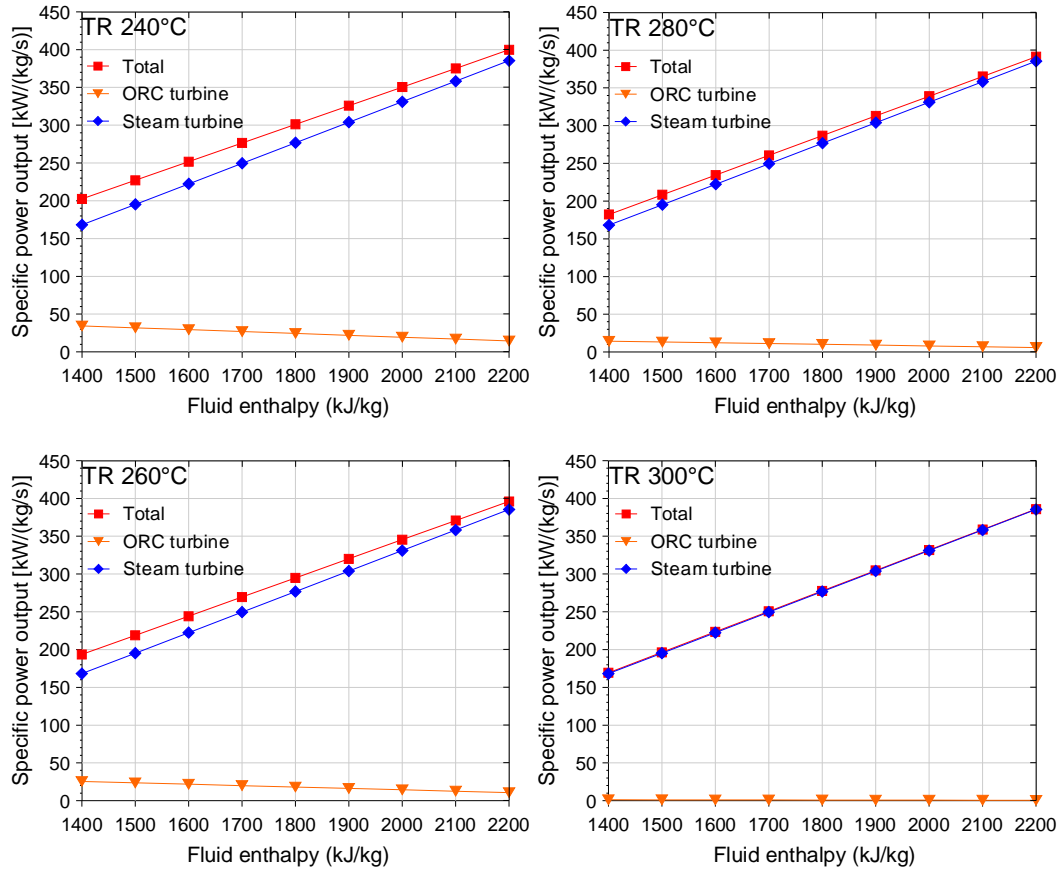 TR 240°C
Total
ORC turbine
Steam turbine
Specific power output [kW/(kg/s)]
450
400
350
300
250
200
150
100
50
0
1400 1500 1600 1700 1800 1900 2000 2100 2200
Fluid enthalpy (kJ/kg)
TR 280°C
Total
ORC turbine
Steam turbine
Specific power output [kW/(kg/s)]
450
400
350
300
250
200
150
100
50
0
1400 1500 1600 1700 1800 1900 2000 2100 2200
Fluid enthalpy (kJ/kg)
TR 260°C
Total
ORC turbine
Steam turbine
Specific power output [kW/(kg/s)]
450
400
350
300
250
200
150
100
50
0
1400 1500 1600 1700 1800 1900 2000 2100 2200
Fluid enthalpy (kJ/kg)
TR 300°C
Total
ORC turbine
Steam turbine
Specific power output [kW/(kg/s)]
450
400
350
300
250
200
150
100
50
0
1400 1500 1600 1700 1800 1900 2000 2100 2200
Fluid enthalpy (kJ/kg)